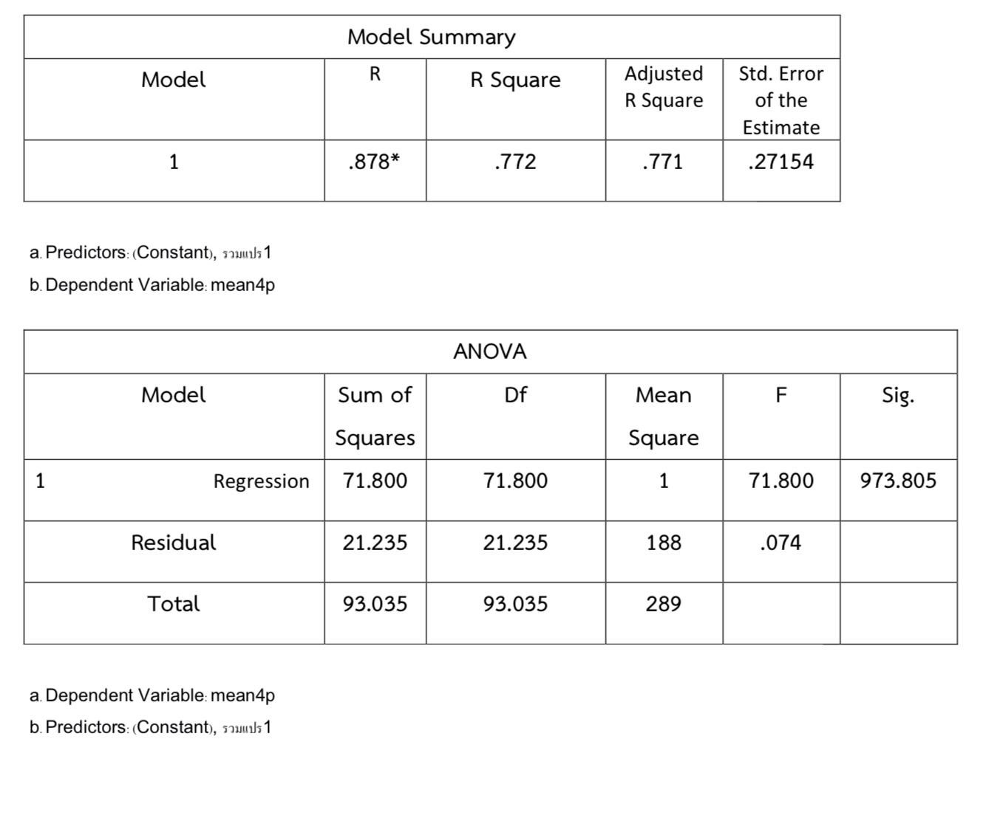 Model Summary
Model R R Square Adjusted R Square Std. Error of the Estimate
1 .878* .772 .771 .27154
a. Predictors: (Constant), รวมแปร1
b. Dependent Variable: mean4p
ANOVA
Model Sum of Squares Df Mean Square F Sig.
1 Regression 71.800 71.800 1 71.800 973.805
Residual 21.235 21.235 188 .074
Total 93.035 93.035 289
a. Dependent Variable: mean4p
b. Predictors: (Constant), รวมแปร1